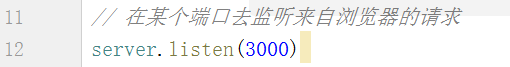 11 // 在某个端口去监听来自浏览器的请求
12 server.listen(3000)